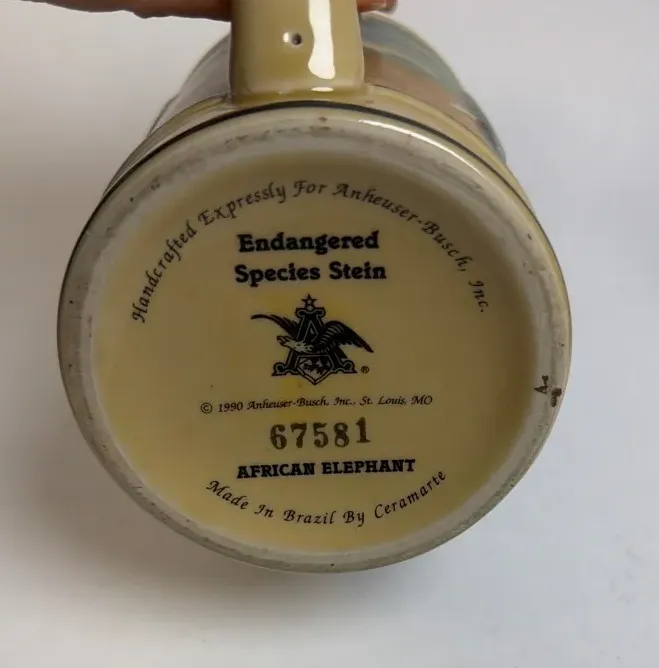 Handcrafted Expressly For Anheuser-Busch, Inc.
Endangered
Species Stein
A
®
© 1990 Anheuser-Busch, Inc., St. Louis, MO
67581
AFRICAN ELEPHANT
Made In Brazil By Ceramarte